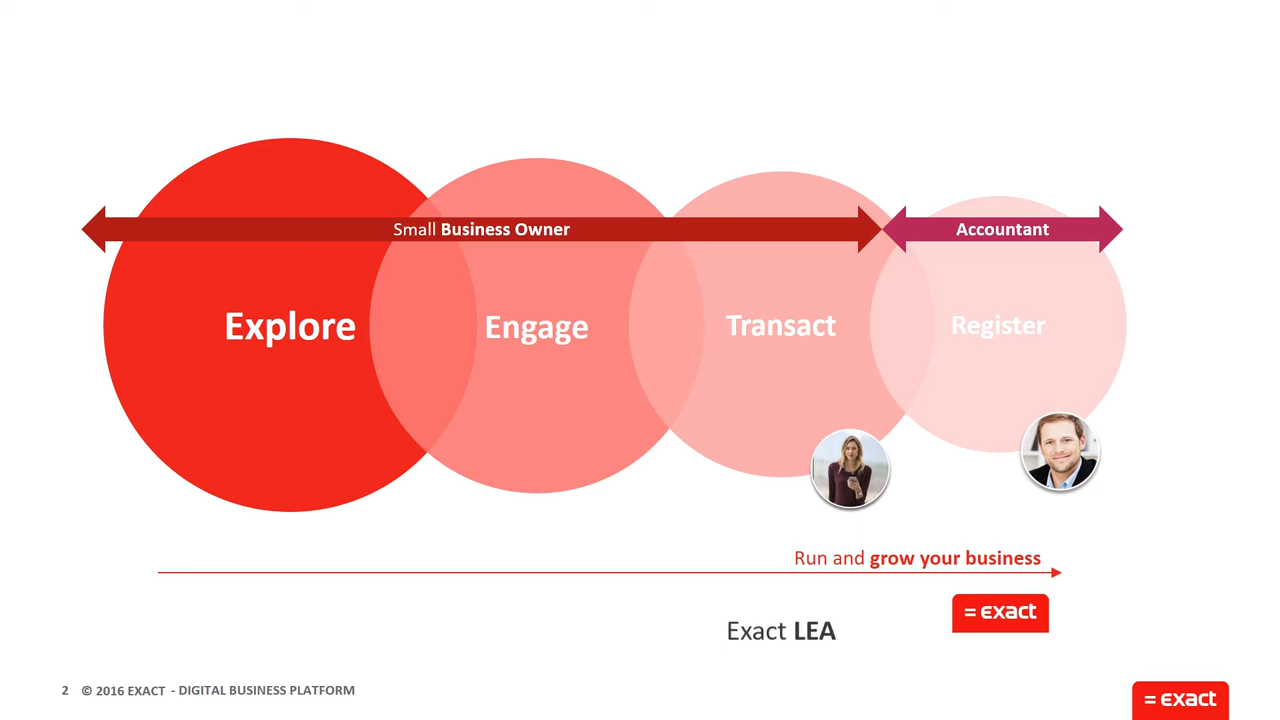 Small Business Owner
Accountant
Explore
Engage
Transact
Register
Run and grow your business
= exact
Exact LEA
2 © 2016 EXACT - DIGITAL BUSINESS PLATFORM
= exact